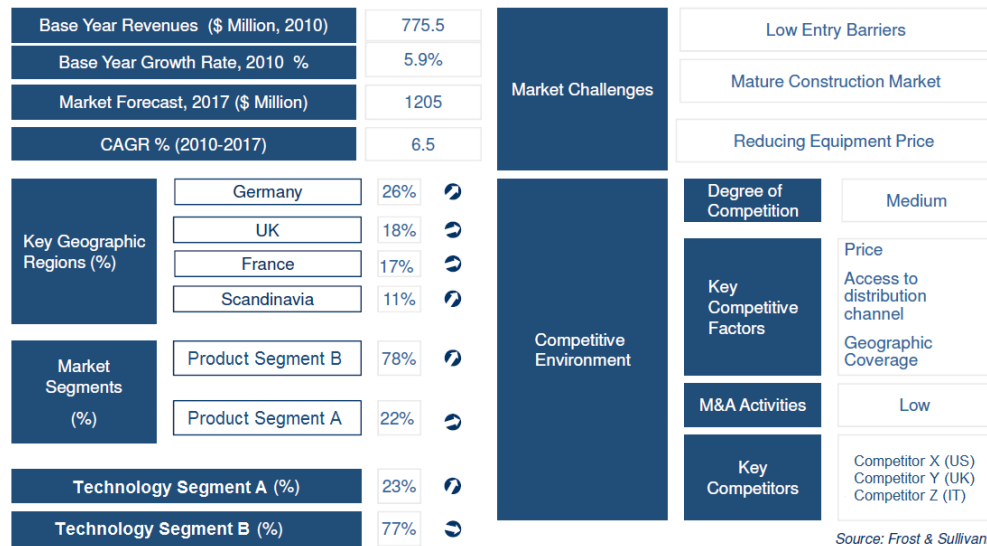 Base Year Revenues ($ Million, 2010)
775.5
Base Year Growth Rate, 2010 %
5.9%
Market Forecast, 2017 ($ Million)
1205
CAGR % (2010-2017)
6.5
Key Geographic
Regions (%)
Germany
26%
UK
18%
France
17%
Scandinavia
11%
Market
Segments
(%)
Product Segment B
78%
Product Segment A
22%
Technology Segment A (%)
23%
Technology Segment B (%)
77%
Market Challenges
Low Entry Barriers
Mature Construction Market
Reducing Equipment Price
Competitive
Environment
Degree of
Competition
Medium
Key
Competitive
Factors
Price
Access to
distribution
channel
Geographic
Coverage
M&A Activities
Low
Key
Competitors
Competitor X (US)
Competitor Y (UK)
Competitor Z (IT)
Source: Frost & Sullivan